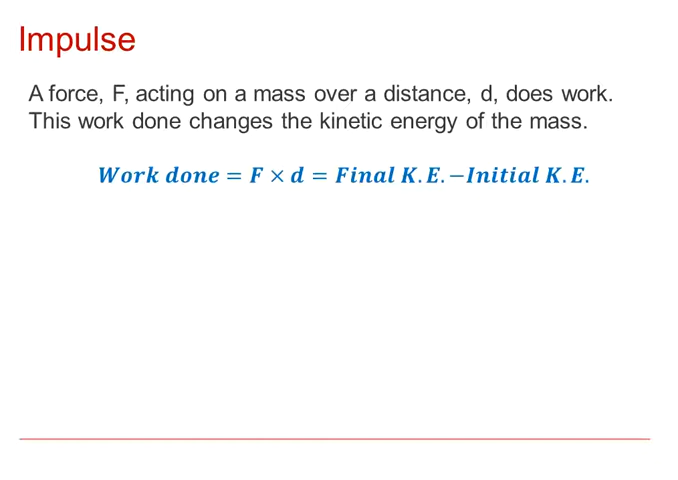 Impulse
A force, F, acting on a mass over a distance, d, does work.
This work done changes the kinetic energy of the mass.
Work done = F × d = Final K.E.−Initial K.E.